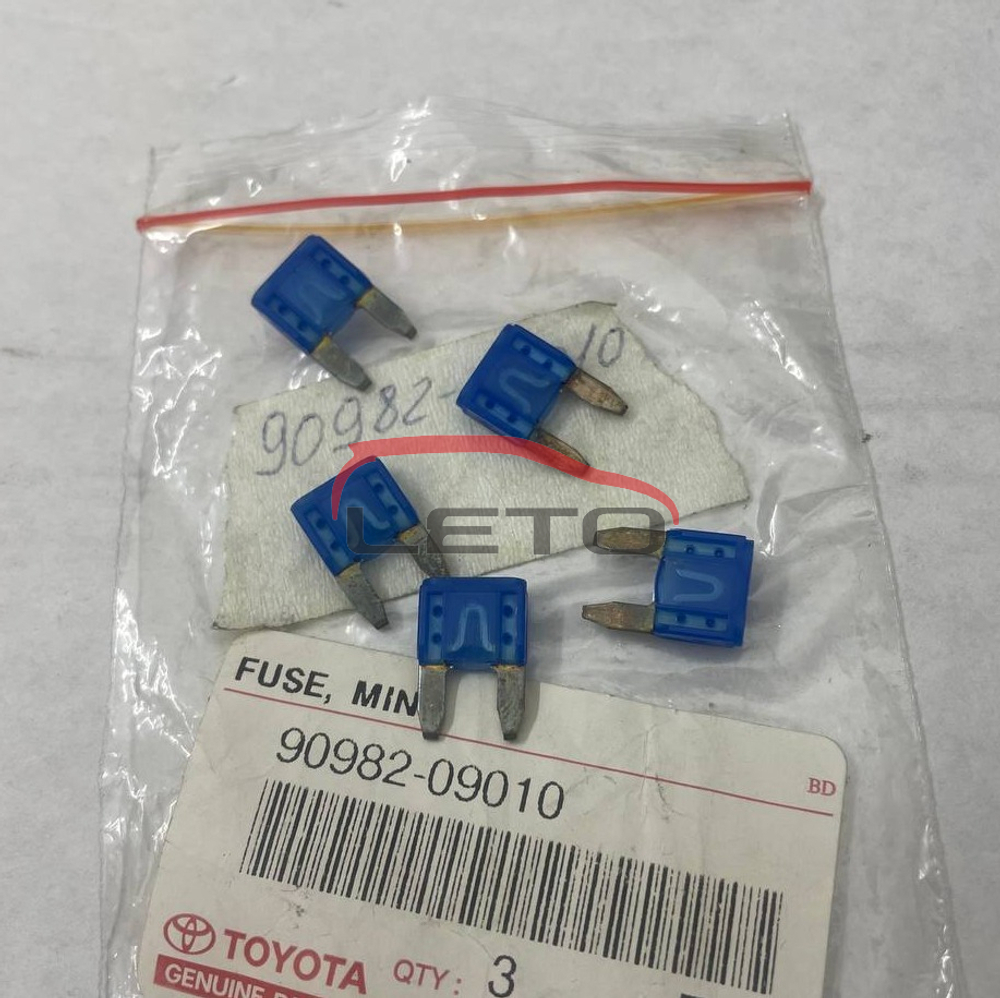 90982- 10
LETO
FUSE, MIN
90982-09010
BD
TOYOTA QTY: 3
GENUINE